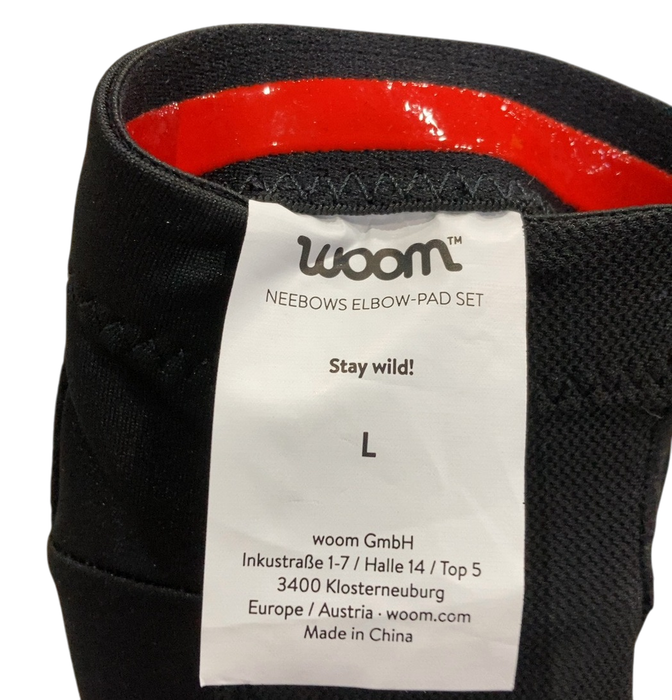 woom™
NEEBOWS ELBOW-PAD SET
Stay wild!
L
woom GmbH
Inkustraße 1-7 / Halle 14 / Top 5
3400 Klosterneuburg
Europe / Austria · woom.com
Made in China